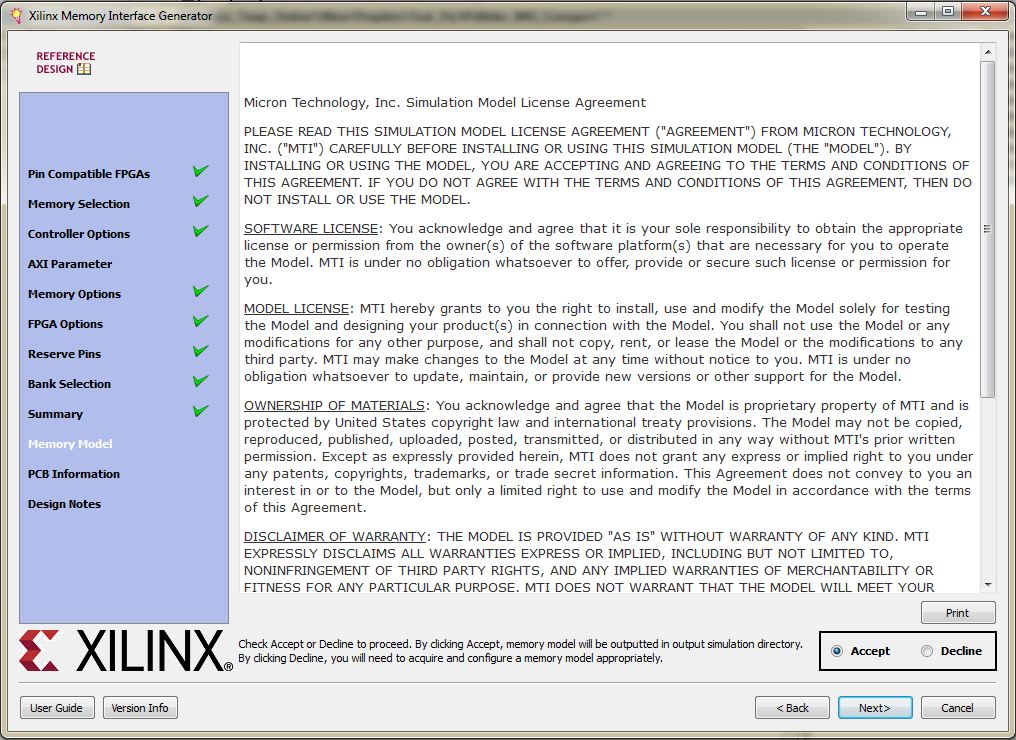 Xilinx Memory Interface Generator
REFERENCE
DESIGN
Pin Compatible FPGAs
Memory Selection
Controller Options
AXI Parameter
Memory Options
FPGA Options
Reserve Pins
Bank Selection
Summary
Memory Model
PCB Information
Design Notes
Micron Technology, Inc. Simulation Model License Agreement
PLEASE READ THIS SIMULATION MODEL LICENSE AGREEMENT ("AGREEMENT") FROM MICRON TECHNOLOGY,
INC. ("MTI") CAREFULLY BEFORE INSTALLING OR USING THIS SIMULATION MODEL (THE "MODEL"). BY
INSTALLING OR USING THE MODEL, YOU ARE ACCEPTING AND AGREEING TO THE TERMS AND CONDITIONS OF
THIS AGREEMENT. IF YOU DO NOT AGREE WITH THE TERMS AND CONDITIONS OF THIS AGREEMENT, THEN DO
NOT INSTALL OR USE THE MODEL.
SOFTWARE LICENSE: You acknowledge and agree that it is your sole responsibility to obtain the appropriate
license or permission from the owner(s) of the software platform(s) that are necessary for you to operate
the Model. MTI is under no obligation whatsoever to offer, provide or secure such license or permission for
you.
MODEL LICENSE: MTI hereby grants to you the right to install, use and modify the Model solely for testing
the Model and designing your product(s) in connection with the Model. You shall not use the Model or any
modifications for any other purpose, and shall not copy, rent, or lease the Model or the modifications to any
third party. MTI may make changes to the Model at any time without notice to you. MTI is under no
obligation whatsoever to update, maintain, or provide new versions or other support for the Model.
OWNERSHIP OF MATERIALS: You acknowledge and agree that the Model is proprietary property of MTI and is
protected by United States copyright law and international treaty provisions. The Model may not be copied,
reproduced, published, uploaded, posted, transmitted, or distributed in any way without MTI's prior written
permission. Except as expressly provided herein, MTI does not grant any express or implied right to you under
any patents, copyrights, trademarks, or trade secret information. This Agreement does not convey to you an
interest in or to the Model, but only a limited right to use and modify the Model in accordance with the terms
of this Agreement.
DISCLAIMER OF WARRANTY: THE MODEL IS PROVIDED "AS IS" WITHOUT WARRANTY OF ANY KIND. MTI
EXPRESSLY DISCLAIMS ALL WARRANTIES EXPRESS OR IMPLIED, INCLUDING BUT NOT LIMITED TO,
NONINFRINGEMENT OF THIRD PARTY RIGHTS, AND ANY IMPLIED WARRANTIES OF MERCHANTABILITY OR
FITNESS FOR ANY PARTICULAR PURPOSE. MTI DOES NOT WARRANT THAT THE MODEL WILL MEET YOUR
Print
XILINX®
Check Accept or Decline to proceed. By clicking Accept, memory model will be outputted in output simulation directory.
By clicking Decline, you will need to acquire and configure a memory model appropriately.
Accept Decline
User Guide Version Info < Back Next> Cancel